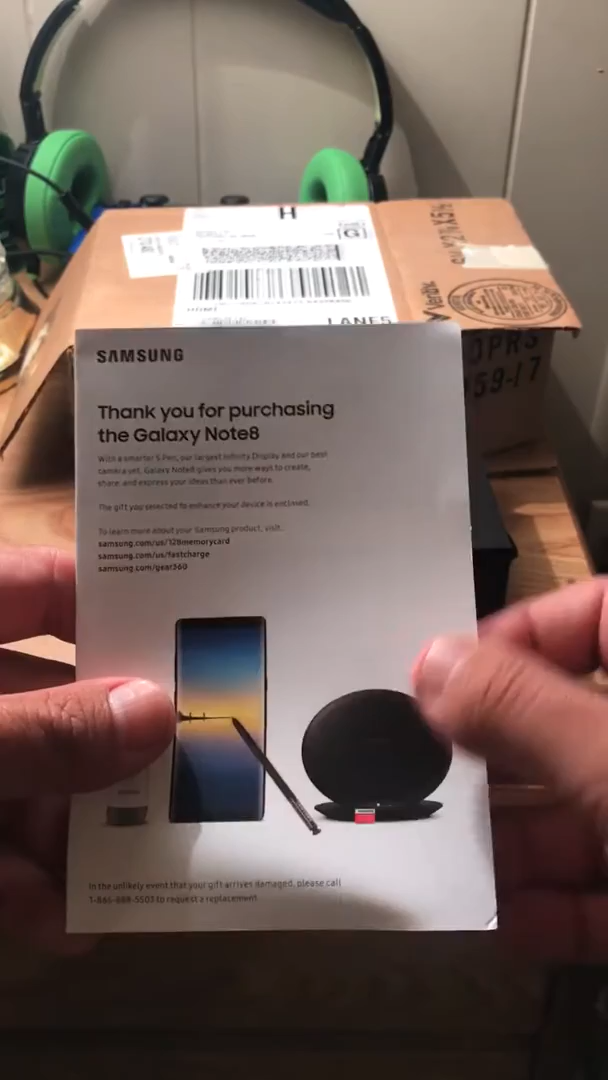 H
[G]
LANES
Veritiv
OPRS
59-17
SAMSUNG
Thank you for purchasing
the Galaxy Note8
With a smarter S Pen, our largest Infinity Display and our best
camera yet, Galaxy Note8 gives you more ways to create,
share, and express your ideas than ever before.
The gift you selected to enhance your device is enclosed.
To learn more about your Samsung product, visit:
samsung.com/us/128memorycard
samsung.com/us/fastcharge
samsung.com/gear360
In the unlikely event that your gift arrives damaged, please call
to request a replacement